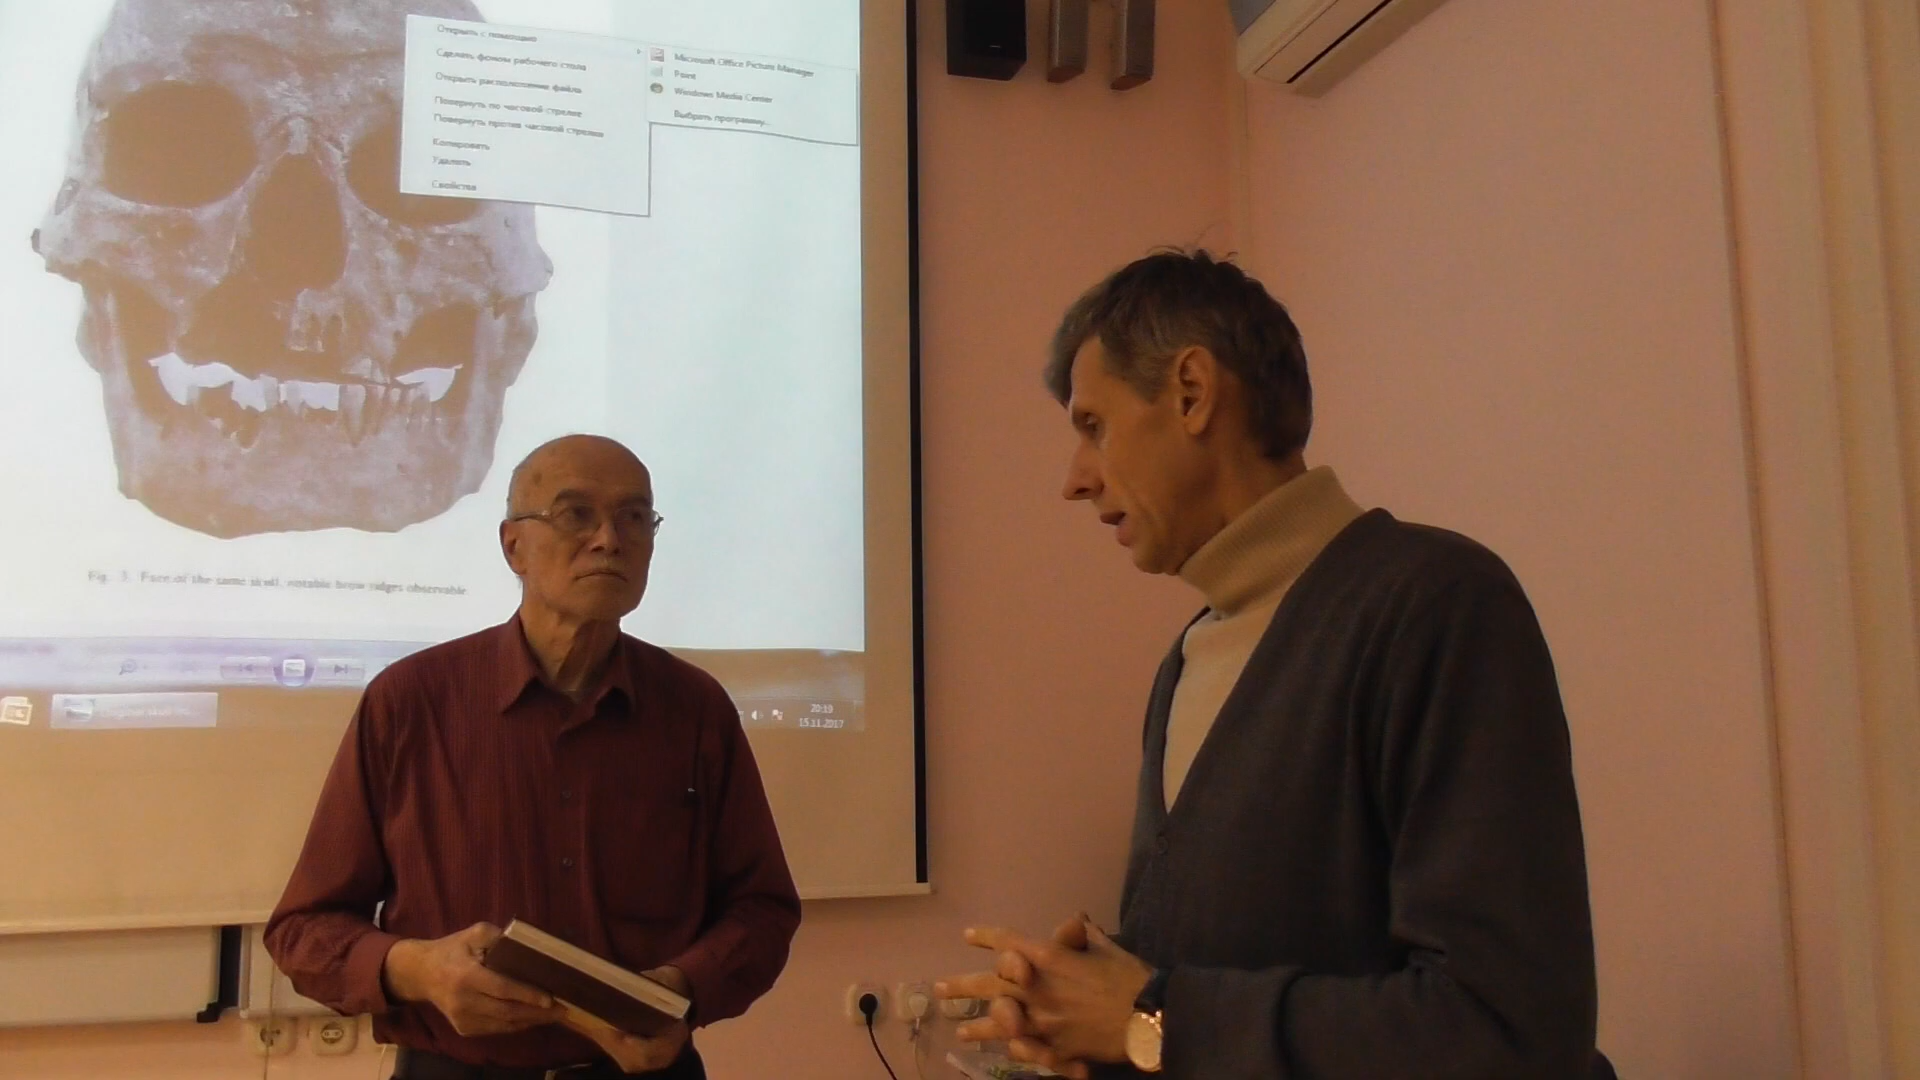 Открыть с помощью
Сделать фоном рабочего стола
Открыть расположение файла
Повернуть по часовой стрелке
Повернуть против часовой стрелки
Копировать
Удалить
Свойства
Microsoft Office Picture Manager
Paint
Windows Media Center
Выбрать программу...
Fig. 3. Face of the same skull, notable brow ridges observable.
20:19
15.11.2017